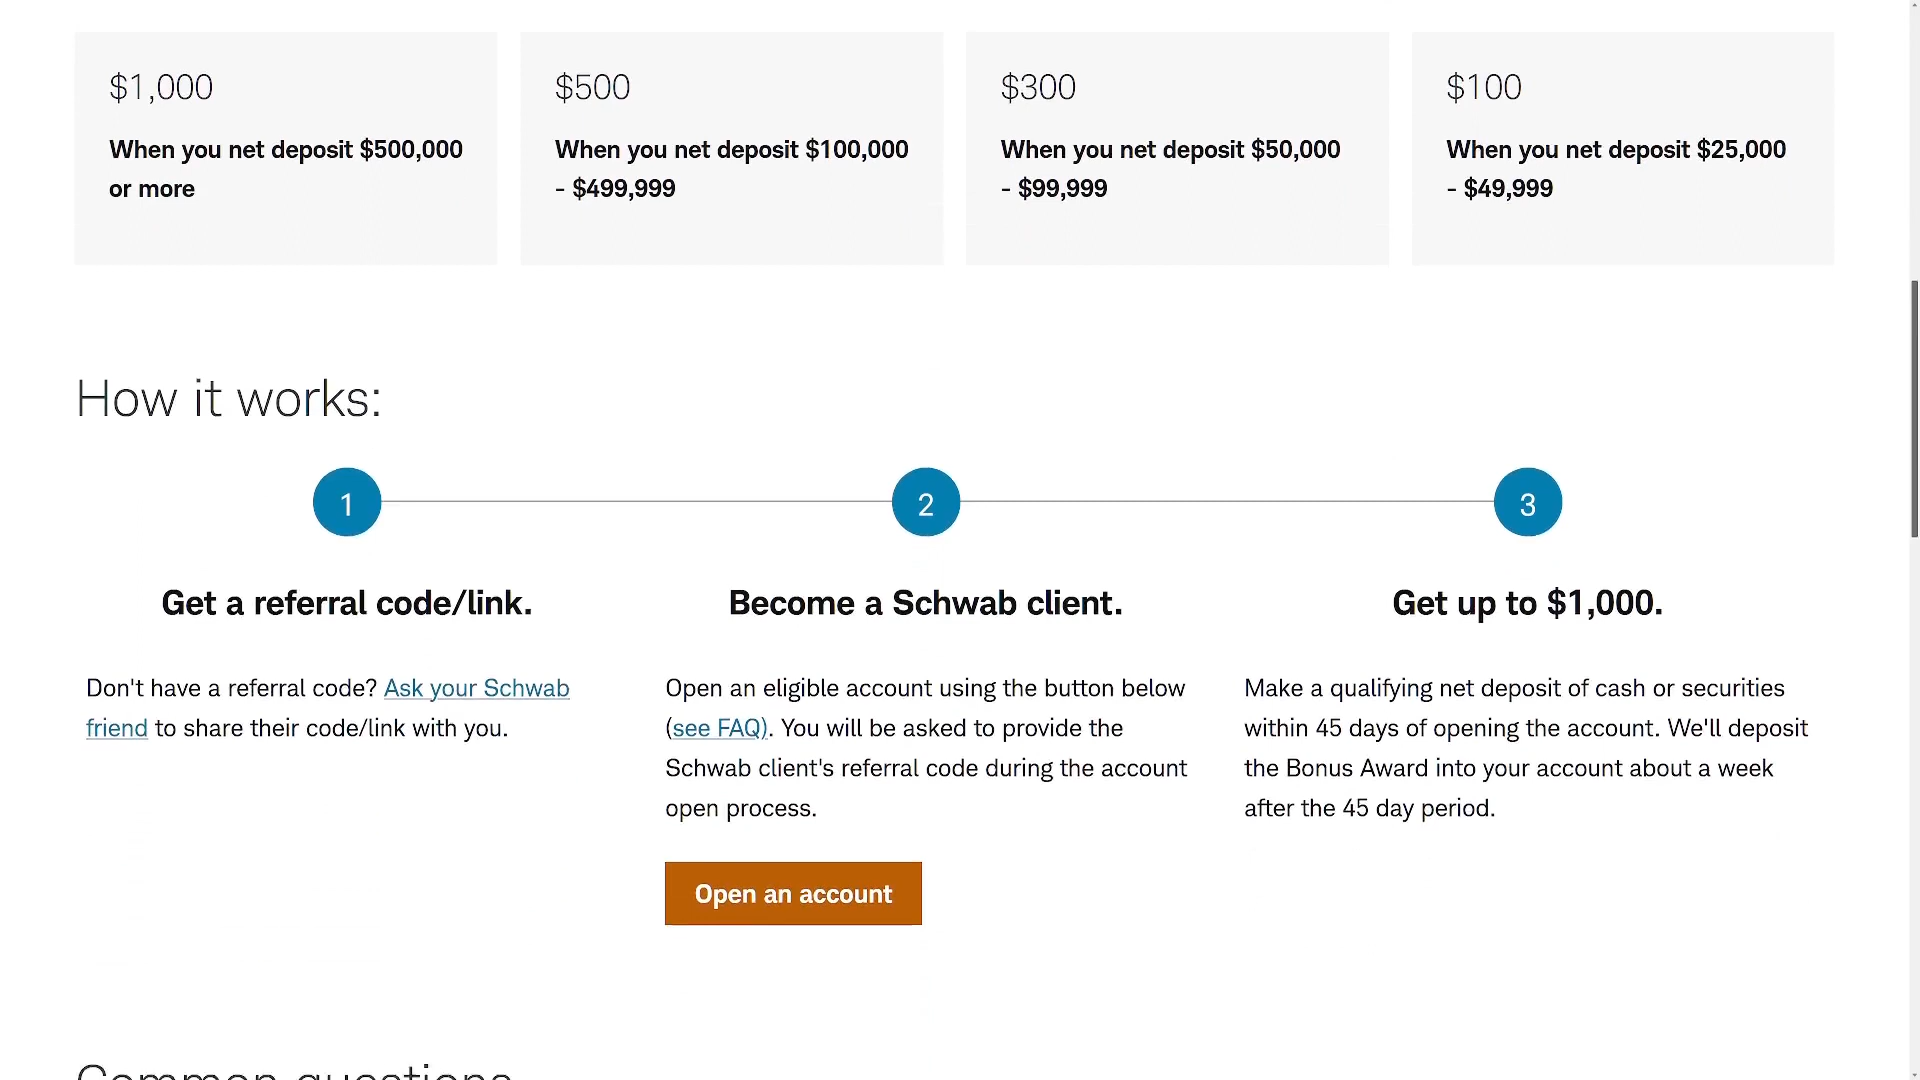 $1,000
When you net deposit $500,000
or more
$500
When you net deposit $100,000
- $499,999
$300
When you net deposit $50,000
- $99,999
$100
When you net deposit $25,000
- $49,999
How it works:
1
2
3
Get a referral code/link.
Don't have a referral code? Ask your Schwab
friend to share their code/link with you.
Become a Schwab client.
Open an eligible account using the button below
(see FAQ). You will be asked to provide the
Schwab client's referral code during the account
open process.
Open an account
Get up to $1,000.
Make a qualifying net deposit of cash or securities
within 45 days of opening the account. We'll deposit
the Bonus Award into your account about a week
after the 45 day period.
Common questions